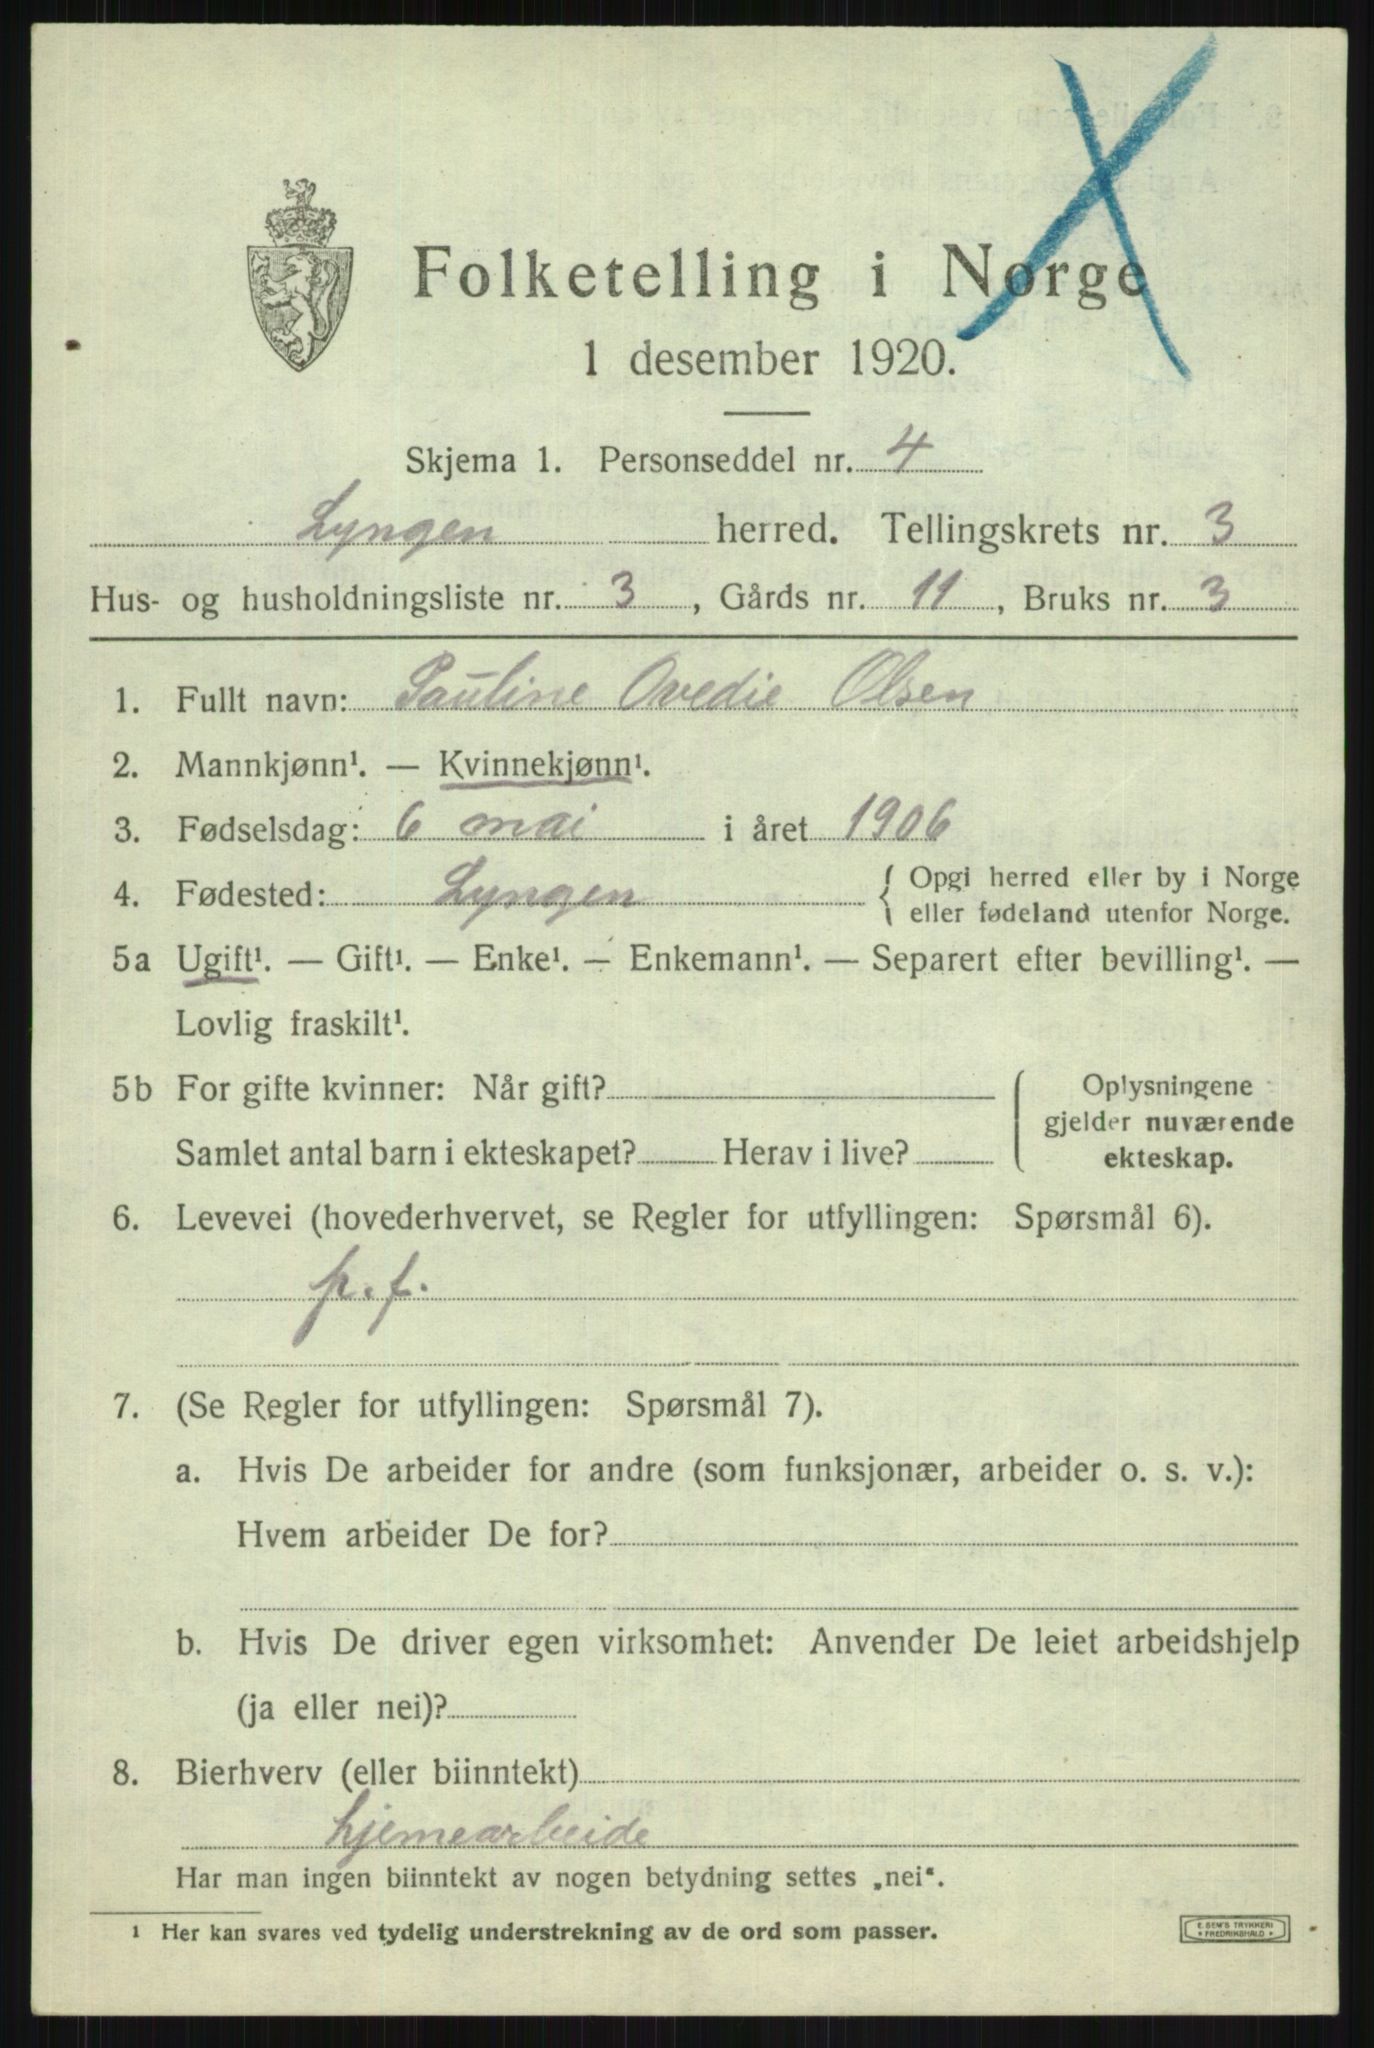 Folketelling i Norge
1 desember 1920.
Skjema 1. Personseddel nr. 4
Lyngen herred. Tellingskrets nr. 3
Hus- og husholdningsliste nr. 3, Gårds nr. 11, Bruks nr. 3
1. Fullt navn: Pauline Ovedie Olsen
2. Mannkjønn¹. — Kvinnekjønn¹.
3. Fødselsdag: 6 mai i året 1906
4. Fødested: Lyngen { Opgi herred eller by i Norge
eller fødeland utenfor Norge.
5a Ugift¹. — Gift¹. — Enke¹. — Enkemann¹. — Separert efter bevilling¹. —
Lovlig fraskilt¹.
5b For gifte kvinner: Når gift? Oplysningene
gjelder nuværende
Samlet antal barn i ekteskapet? Herav i live? ekteskap.
6. Levevei (hovederhvervet, se Regler for utfyllingen: Spørsmål 6).
p. f.
7. (Se Regler for utfyllingen: Spørsmål 7).
a. Hvis De arbeider for andre (som funksjonær, arbeider o. s. v.):
Hvem arbeider De for?
b. Hvis De driver egen virksomhet: Anvender De leiet arbeidshjelp
(ja eller nei)?
8. Bierhverv (eller biinntekt)
hjemearbeide
Har man ingen biinntekt av nogen betydning settes „nei“.
¹ Her kan svares ved tydelig understrekning av de ord som passer.
E. SEM'S TRYKKERI
* FREDRIKSHALD *